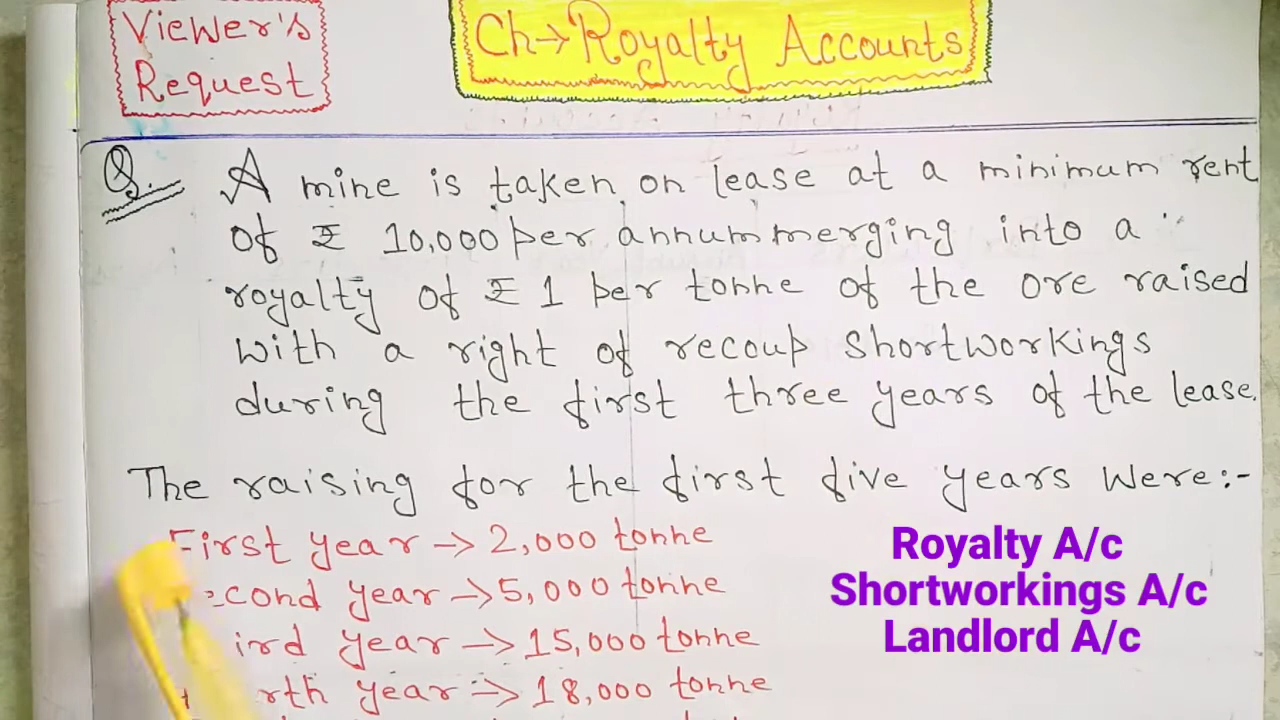 Viewer's
Request
Ch→ Royalty Accounts
Q. A mine is taken on lease at a minimum rent
of ₹ 10,000 per annum merging into a
royalty of ₹ 1 per tonne of the ore raised
with a right of recoup shortworkings
during the first three years of the lease.
The raising for the first five years were:-
First year → 2,000 tonne
year → 5,000 tonne
year → 15,000 tonne
year → 18,000 tonne
Royalty A/c
Shortworkings A/c
Landlord A/c